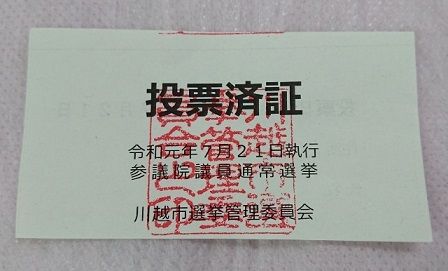 投票済証
令和元年7月21日執行
参議院議員通常選挙
川越市選挙管理委員会